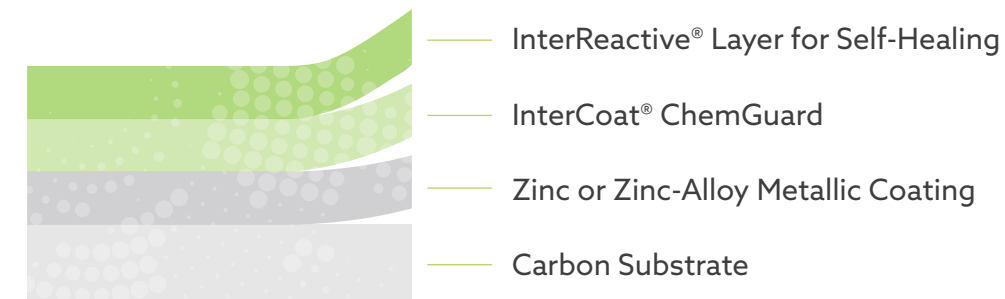 InterReactive® Layer for Self-Healing
InterCoat® ChemGuard
Zinc or Zinc-Alloy Metallic Coating
Carbon Substrate